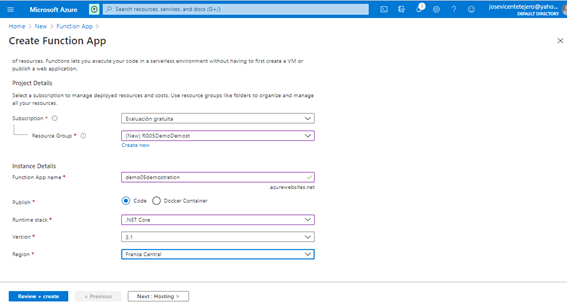 Microsoft Azure
Search resources, services, and docs (G+/)
josevicentetejero@yaho...
DEFAULT DIRECTORY
Home > New > Function App >
Create Function App
of resources. Functions lets you execute your code in a serverless environment without having to first create a VM or
publish a web application.
Project Details
Select a subscription to manage deployed resources and costs. Use resource groups like folders to organize and manage
all your resources.
Subscription *
Evaluación gratuita
Resource Group *
(New) RG05DemoDemost
Create new
Instance Details
Function App name *
demo05demostration
.azurewebsites.net
Publish *
Code
Docker Container
Runtime stack *
.NET Core
Version *
3.1
Region *
France Central
Review + create
< Previous
Next : Hosting >